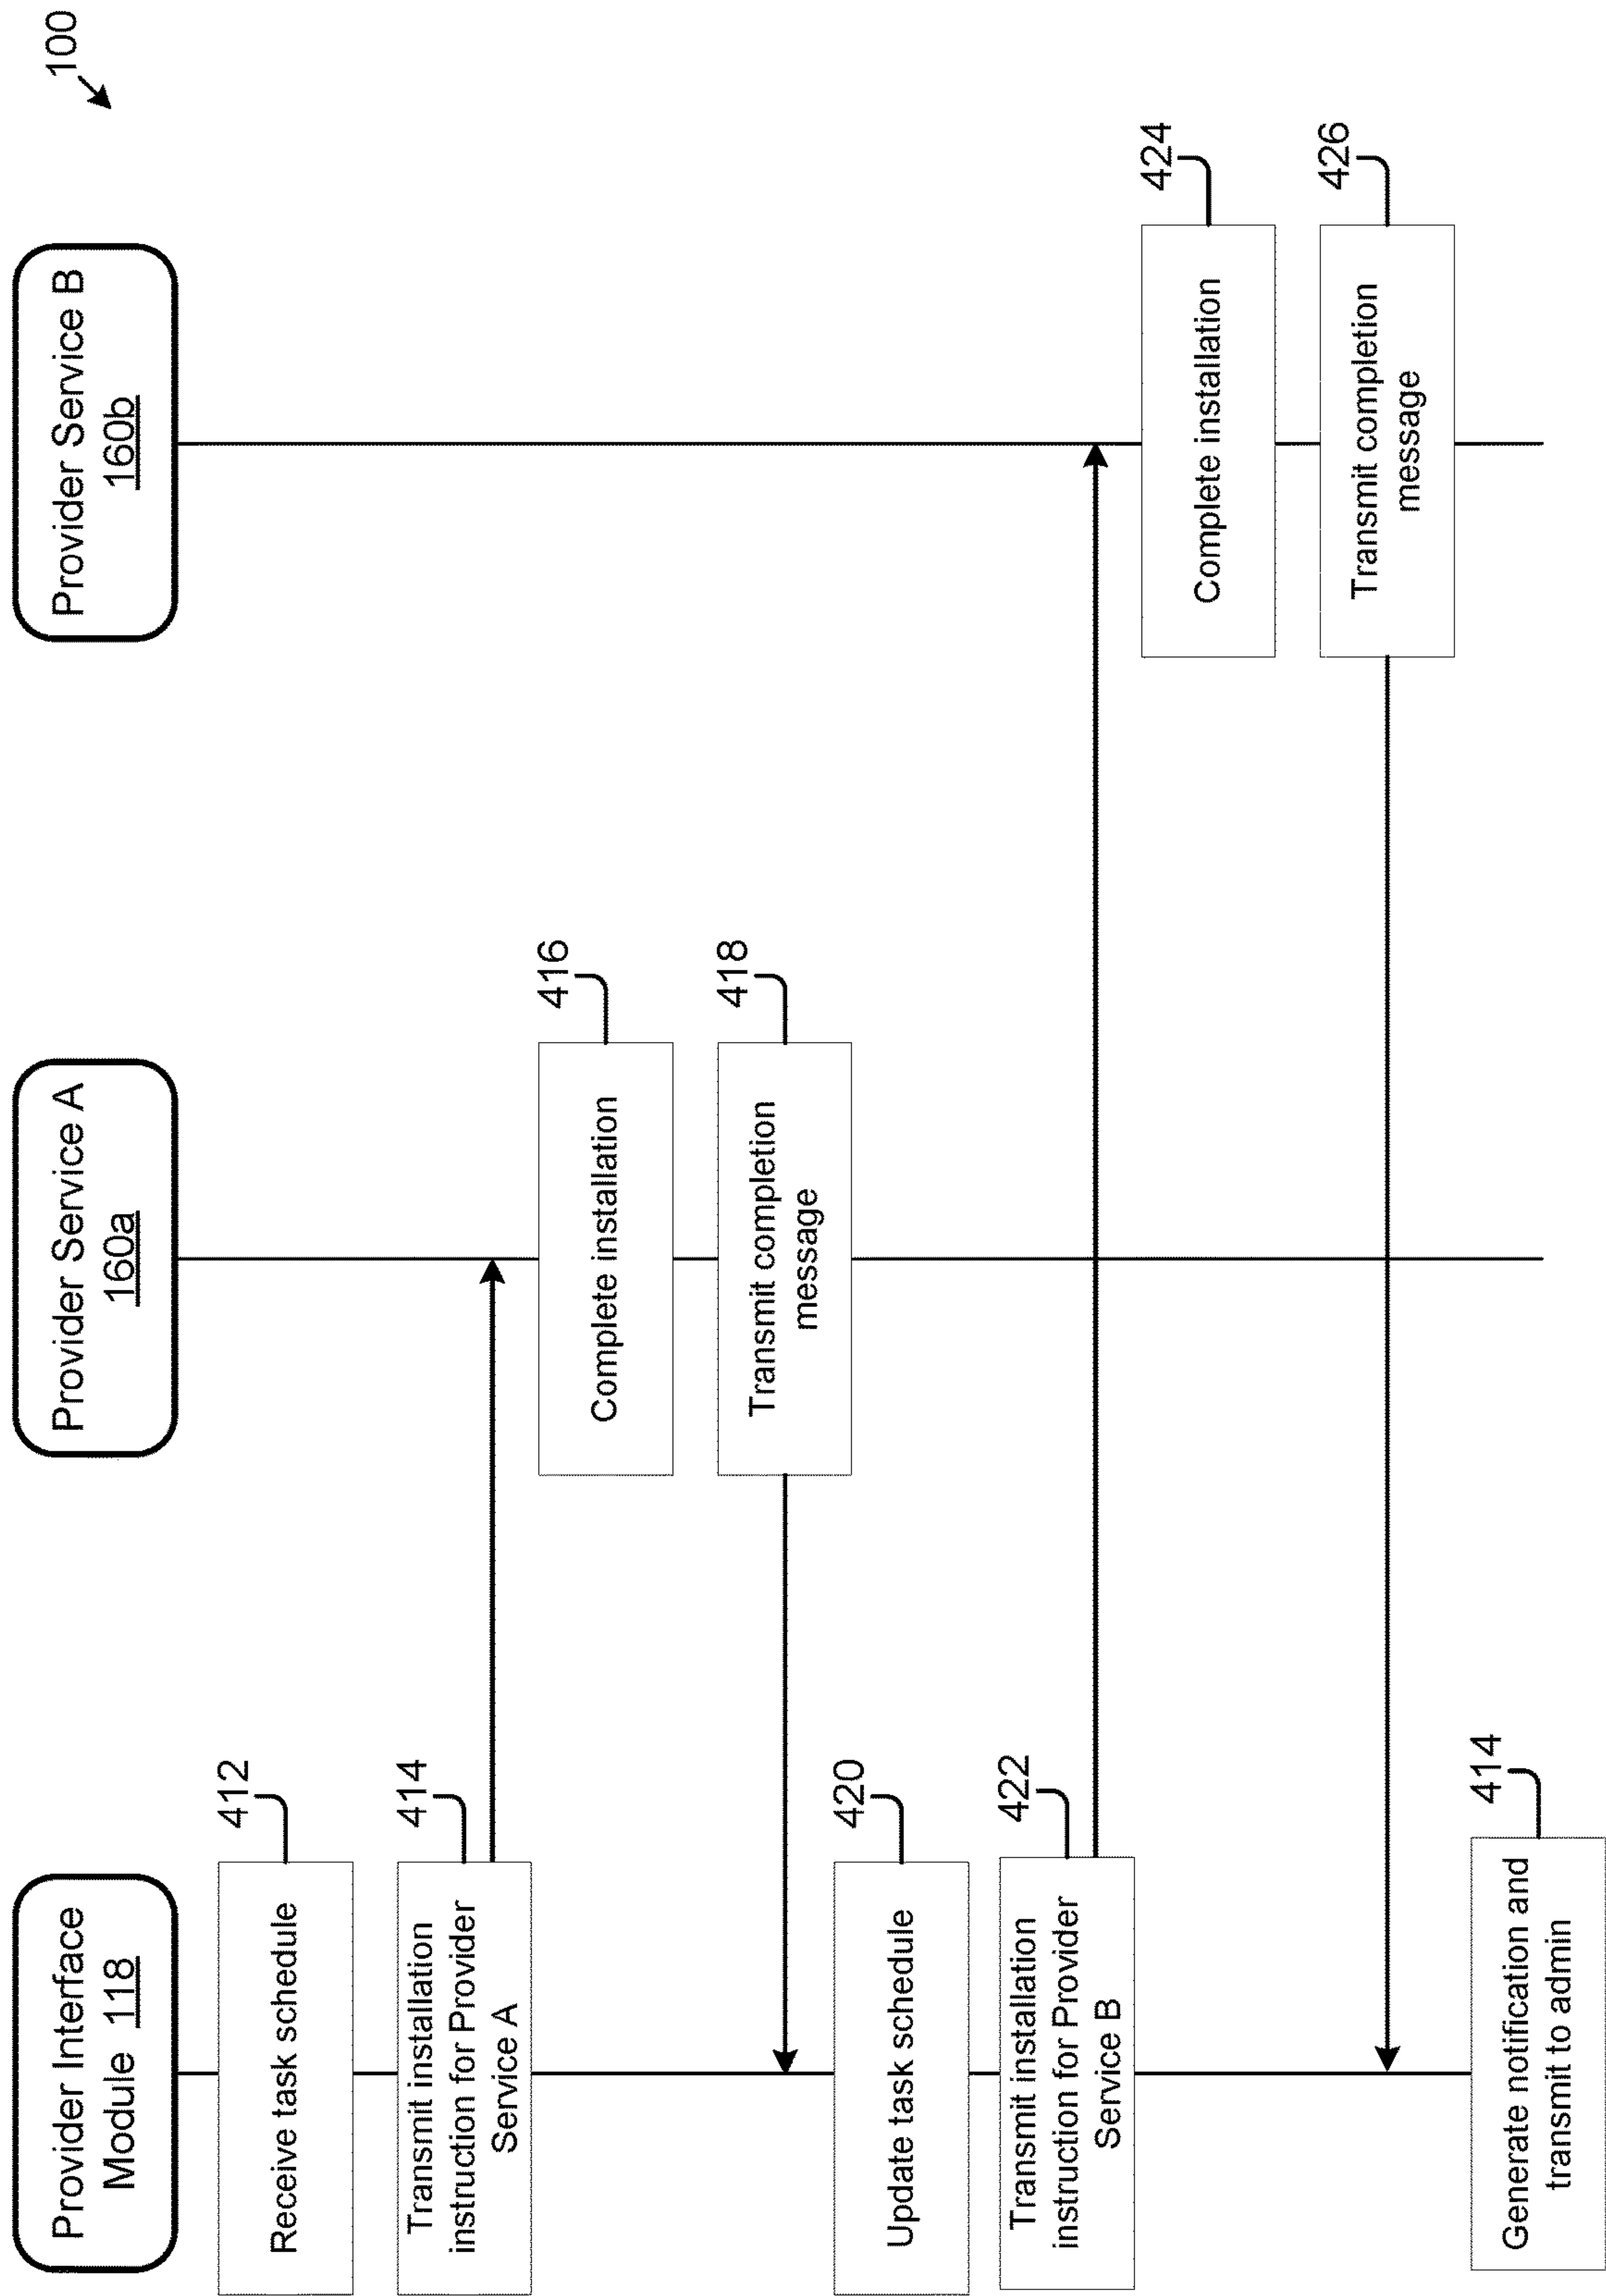 100
Provider Interface
Module 118
Provider Service A
160a
Provider Service B
160b
412
Receive task schedule
414
Transmit installation
instruction for Provider
Service A
416
Complete installation
418
Transmit completion
message
420
Update task schedule
422
Transmit installation
instruction for Provider
Service B
424
Complete installation
426
Transmit completion
message
414
Generate notification and
transmit to admin